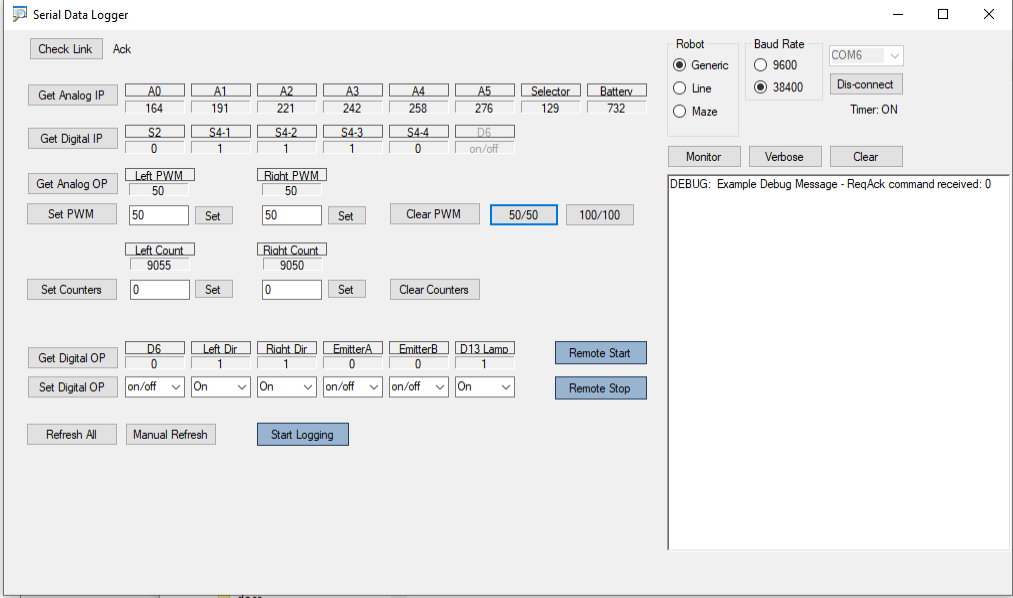 Serial Data Logger
Check Link Ack
Robot
Generic
Line
Maze
Baud Rate
9600
38400
COM6
Dis-connect
Timer: ON
Get Analog IP
A0 A1 A2 A3 A4 A5 Selector Battery
164 191 221 242 258 276 129 732
Get Digital IP
S2 S4-1 S4-2 S4-3 S4-4 D6
0 1 1 1 0 on/off
Get Analog OP
Left PWM Right PWM
50 50
Set PWM 50 Set 50 Set Clear PWM 50/50 100/100
Left Count Right Count
9055 9050
Set Counters 0 Set 0 Set Clear Counters
Get Digital OP
D6 Left Dir Right Dir EmitterA EmitterB D13 Lamp
0 1 1 0 0 1
Remote Start
Set Digital OP on/off On On on/off on/off On
Remote Stop
Refresh All Manual Refresh Start Logging
Monitor Verbose Clear
DEBUG: Example Debug Message - ReqAck command received: 0